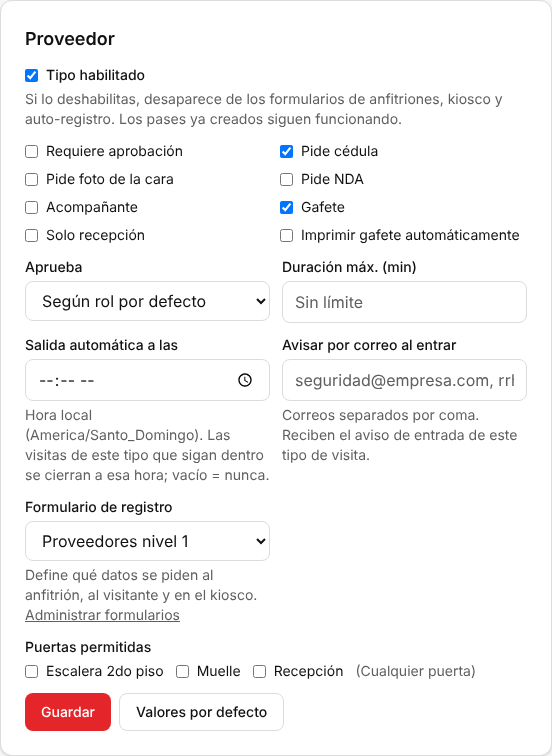 Proveedor
Tipo habilitado
Si lo deshabilitas, desaparece de los formularios de anfitriones, kiosco y
auto-registro. Los pases ya creados siguen funcionando.
Requiere aprobación
Pide cédula
Pide foto de la cara
Pide NDA
Acompañante
Gafete
Solo recepción
Imprimir gafete automáticamente
Aprueba
Duración máx. (min)
Según rol por defecto
Sin límite
Salida automática a las
Avisar por correo al entrar
--:-- --
seguridad@empresa.com, rrl
Hora local
(America/Santo_Domingo). Las
visitas de este tipo que sigan dentro
se cierran a esa hora; vacío = nunca.
Correos separados por coma.
Reciben el aviso de entrada de este
tipo de visita.
Formulario de registro
Proveedores nivel 1
Define qué datos se piden al
anfitrión, al visitante y en el kiosco.
Administrar formularios
Puertas permitidas
Escalera 2do piso Muelle Recepción (Cualquier puerta)
Guardar Valores por defecto